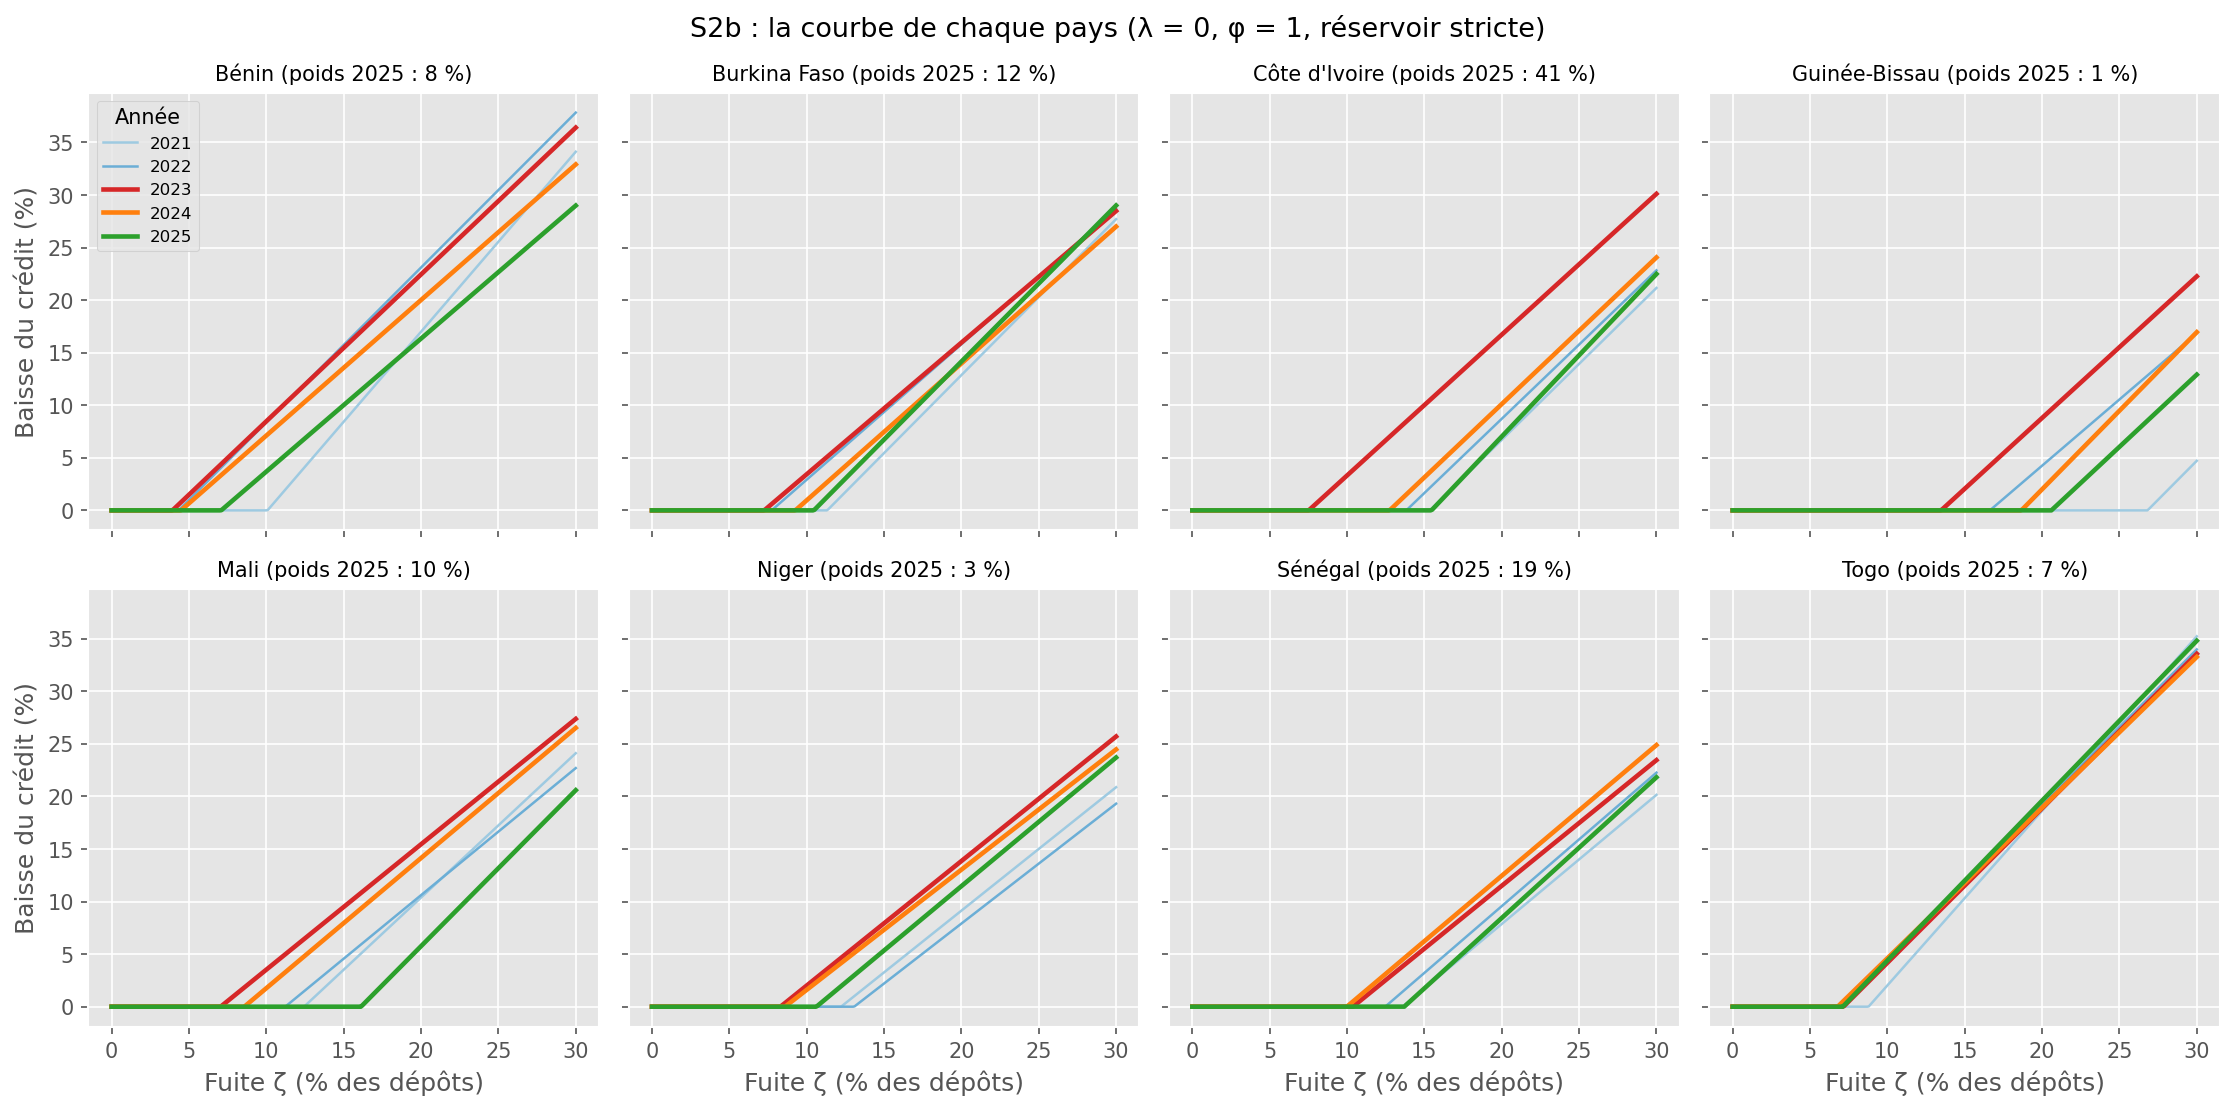 S2b : la courbe de chaque pays (λ = 0, φ = 1, réservoir stricte)
Bénin (poids 2025 : 8 %)
Burkina Faso (poids 2025 : 12 %)
Côte d'Ivoire (poids 2025 : 41 %)
Guinée-Bissau (poids 2025 : 1 %)
Baisse du crédit (%)
35
30
25
20
15
10
5
0
Année
2021
2022
2023
2024
2025
Mali (poids 2025 : 10 %)
Niger (poids 2025 : 3 %)
Sénégal (poids 2025 : 19 %)
Togo (poids 2025 : 7 %)
Baisse du crédit (%)
35
30
25
20
15
10
5
0
0 5 10 15 20 25 30
0 5 10 15 20 25 30
0 5 10 15 20 25 30
0 5 10 15 20 25 30
Fuite ζ (% des dépôts)
Fuite ζ (% des dépôts)
Fuite ζ (% des dépôts)
Fuite ζ (% des dépôts)